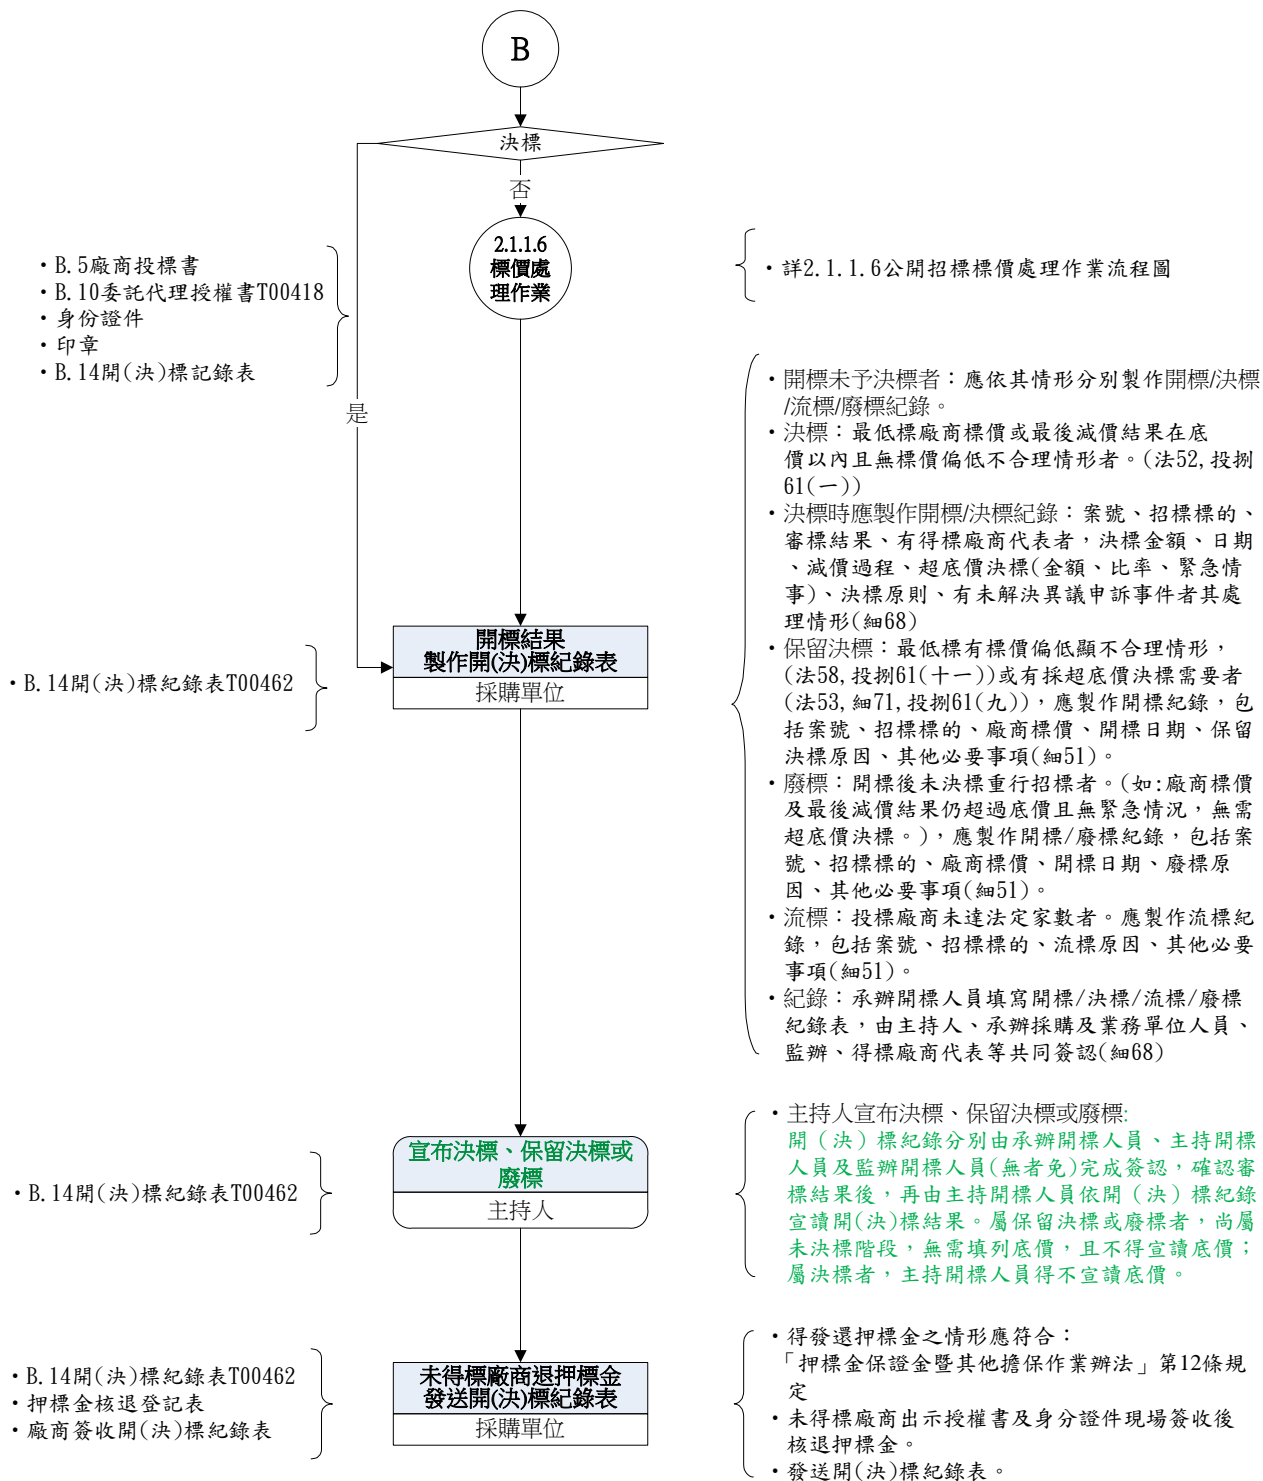 B
決標
否
2.1.1.6
標價處
理作業
是
・B.5廠商投標書
・B.10委託代理授權書T00418
・身份證件
・印章
・B.14開(決)標記錄表
・詳2.1.1.6公開招標標價處理作業流程圖
開標結果
製作開(決)標紀錄表
採購單位
・B.14開(決)標紀錄表T00462
・開標未予決標者：應依其情形分別製作開標/決標
/流標/廢標紀錄。
・決標：最低標廠商標價或最後減價結果在底
價以內且無標價偏低不合理情形者。(法52,投捌
61(一))
・決標時應製作開標/決標紀錄：案號、招標標的、
審標結果、有得標廠商代表者，決標金額、日期
、減價過程、超底價決標(金額、比率、緊急情
事)、決標原則、有未解決異議申訴事件者其處
理情形(細68)
・保留決標：最低標有標價偏低顯不合理情形，
(法58,投捌61(十一))或有採超底價決標需要者
(法53,細71,投捌61(九))，應製作開標紀錄，包
括案號、招標標的、廠商標價、開標日期、保留
決標原因、其他必要事項(細51)。
・廢標：開標後未決標重行招標者。(如:廠商標價
及最後減價結果仍超過底價且無緊急情況，無需
超底價決標。)，應製作開標/廢標紀錄，包括案
號、招標標的、廠商標價、開標日期、廢標原
因、其他必要事項(細51)。
・流標：投標廠商未達法定家數者。應製作流標紀
錄，包括案號、招標標的、流標原因、其他必要
事項(細51)。
・紀錄：承辦開標人員填寫開標/決標/流標/廢標
紀錄表，由主持人、承辦採購及業務單位人員、
監辦、得標廠商代表等共同簽認(細68)
宣布決標、保留決標或
廢標
主持人
・B.14開(決)標紀錄表T00462
・主持人宣布決標、保留決標或廢標:
開（決）標紀錄分別由承辦開標人員、主持開標
人員及監辦開標人員(無者免)完成簽認，確認審
標結果後，再由主持開標人員依開（決）標紀錄
宣讀開(決)標結果。屬保留決標或廢標者，尚屬
未決標階段，無需填列底價，且不得宣讀底價；
屬決標者，主持開標人員得不宣讀底價。
未得標廠商退押標金
發送開(決)標紀錄表
採購單位
・B.14開(決)標紀錄表T00462
・押標金核退登記表
・廠商簽收開(決)標紀錄表
・得發還押標金之情形應符合：
「押標金保證金暨其他擔保作業辦法」第12條規
定
・未得標廠商出示授權書及身分證件現場簽收後
核退押標金。
・發送開(決)標紀錄表。